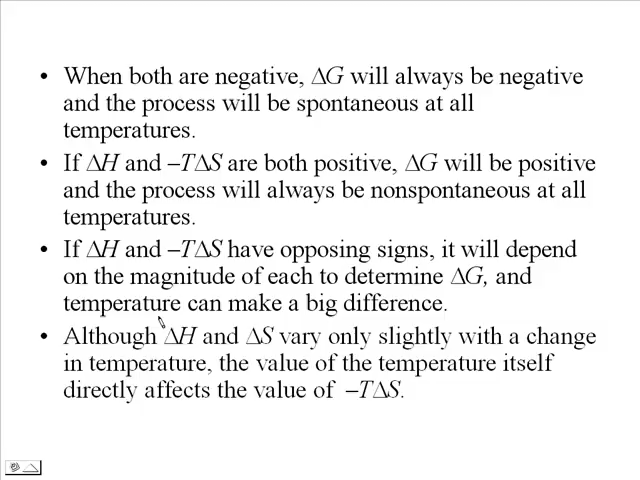 • When both are negative, ΔG will always be negative
and the process will be spontaneous at all
temperatures.
• If ΔH and –TΔS are both positive, ΔG will be positive
and the process will always be nonspontaneous at all
temperatures.
• If ΔH and –TΔS have opposing signs, it will depend
on the magnitude of each to determine ΔG, and
temperature can make a big difference.
• Although ΔH and ΔS vary only slightly with a change
in temperature, the value of the temperature itself
directly affects the value of –TΔS.